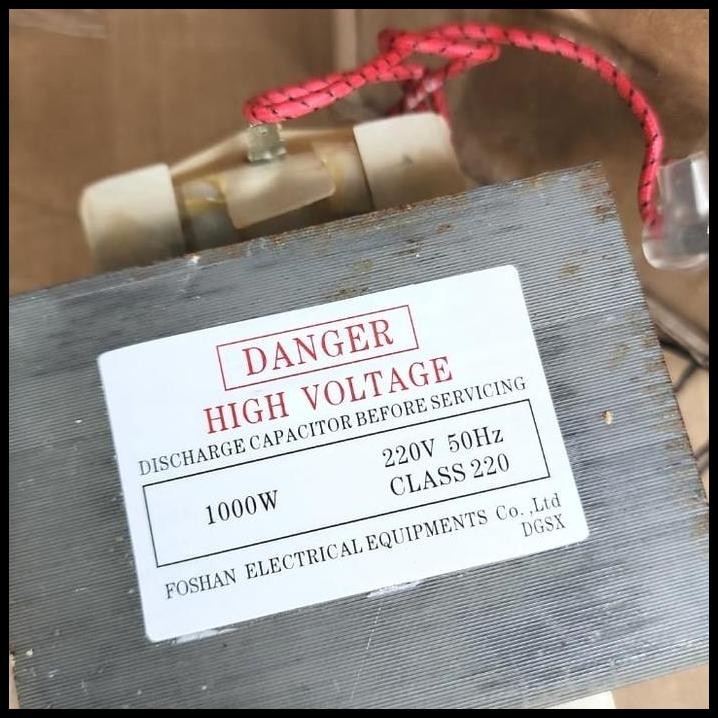 DANGER
HIGH VOLTAGE
DISCHARGE CAPACITOR BEFORE SERVICING
1000W
220V 50Hz
CLASS 220
FOSHAN ELECTRICAL EQUIPMENTS Co.,Ltd
DGSX